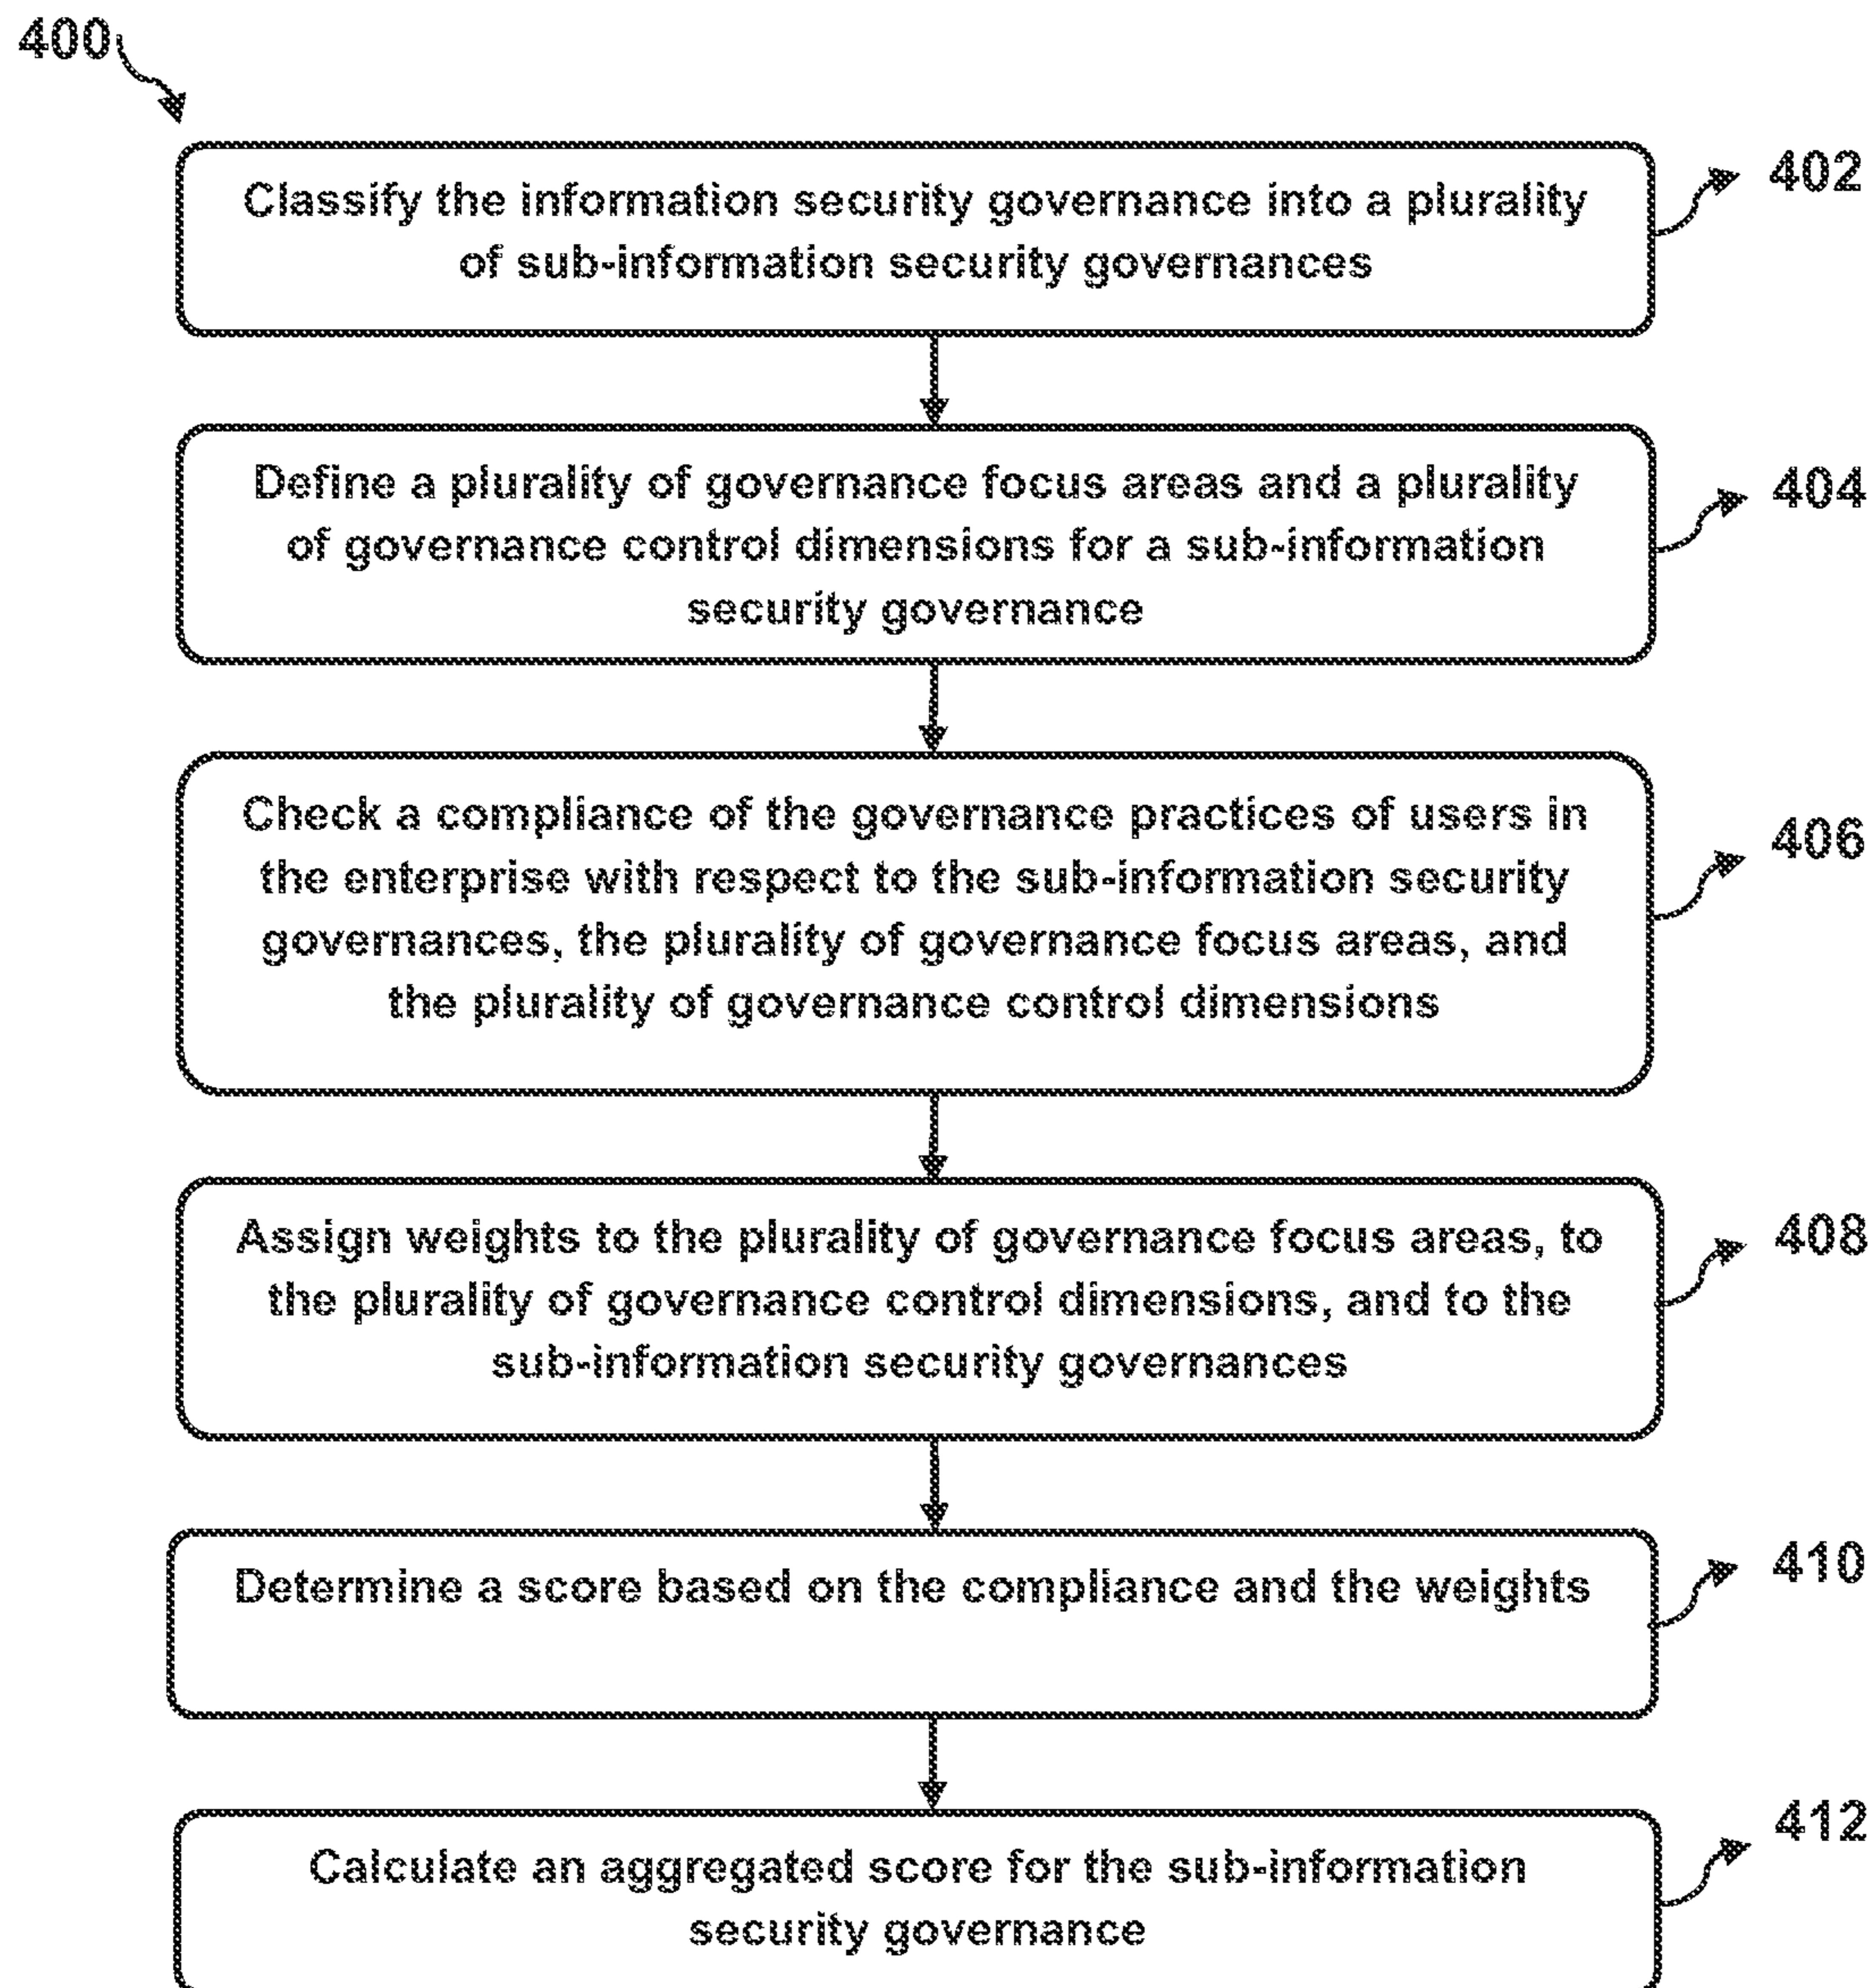 400
Classify the information security governance into a plurality
of sub-information security governances
402
Define a plurality of governance focus areas and a plurality
of governance control dimensions for a sub-information
security governance
404
Check a compliance of the governance practices of users in
the enterprise with respect to the sub-information security
governances, the plurality of governance focus areas, and
the plurality of governance control dimensions
406
Assign weights to the plurality of governance focus areas, to
the plurality of governance control dimensions, and to the
sub-information security governances
408
Determine a score based on the compliance and the weights
410
Calculate an aggregated score for the sub-information
security governance
412